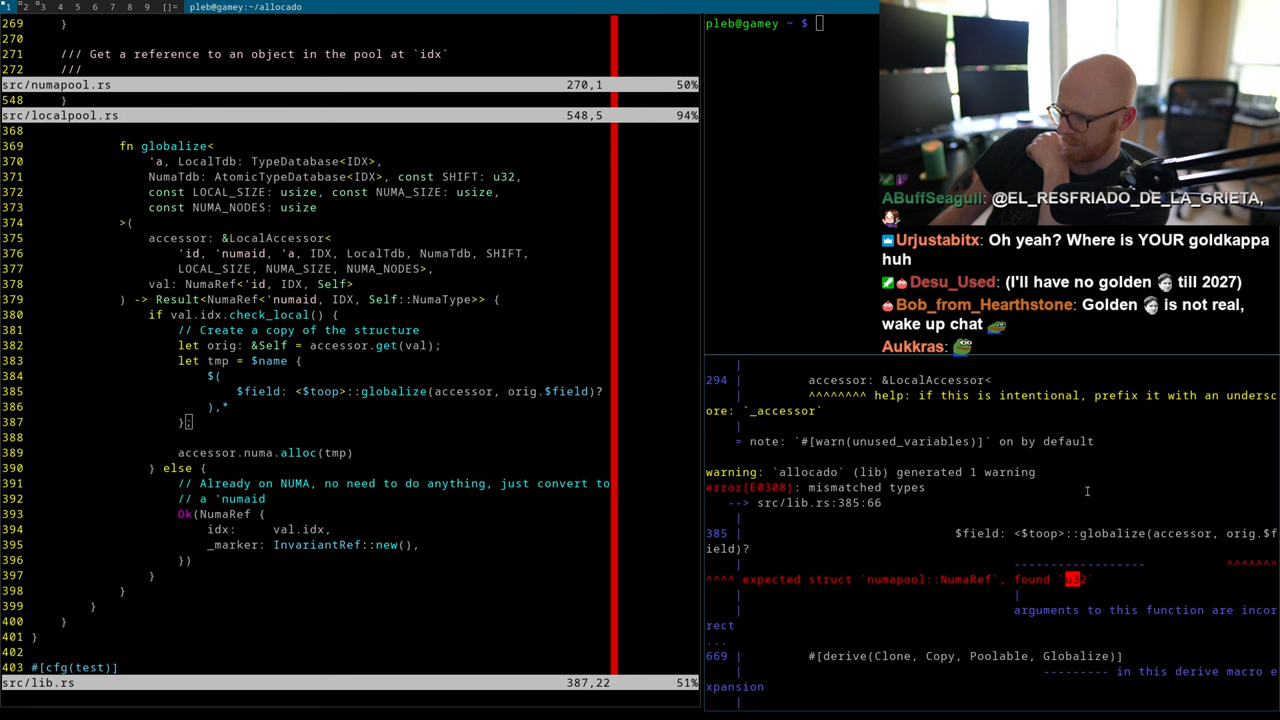 1 2 3 4 5 6 7 8 9 []= pleb@gamey:~/allocado
269     }
270
271     /// Get a reference to an object in the pool at `idx`
272     ///
src/numapool.rs 270,1 50%
548     }
src/localpool.rs 548,5 94%
368
369             fn globalize<
370                 'a, LocalTdb: TypeDatabase<IDX>,
371                 NumaTdb: AtomicTypeDatabase<IDX>, const SHIFT: u32,
372                 const LOCAL_SIZE: usize, const NUMA_SIZE: usize,
373                 const NUMA_NODES: usize
374             >(
375                 accessor: &LocalAccessor<
376                     'id, 'numaid, 'a, IDX, LocalTdb, NumaTdb, SHIFT,
377                     LOCAL_SIZE, NUMA_SIZE, NUMA_NODES>,
378                 val: NumaRef<'id, IDX, Self>
379             ) -> Result<NumaRef<'numaid, IDX, Self::NumaType>> {
380                 if val.idx.check_local() {
381                     // Create a copy of the structure
382                     let orig: &Self = accessor.get(val);
383                     let tmp = $name {
384                         $(
385                             $field: <$toop>::globalize(accessor, orig.$field)?
386                         ),*
387                     };
388
389                     accessor.numa.alloc(tmp)
390                 } else {
391                     // Already on NUMA, no need to do anything, just convert to
392                     // a 'numaid
393                     Ok(NumaRef {
394                         idx:     val.idx,
395                         _marker: InvariantRef::new(),
396                     })
397                 }
398             }
399         }
400     }
401 }
402
403 #[cfg(test)]
src/lib.rs 387,22 51%
pleb@gamey ~ $
ABuffSeagull: @EL_RESFRIADO_DE_LA_GRIETA,
Urjustabitx: Oh yeah? Where is YOUR goldkappa
huh
Desu_Used: (I'll have no golden till 2027)
Bob_from_Hearthstone: Golden is not real,
wake up chat
Aukkras:
|
294 |         accessor: &LocalAccessor<
|         ^^^^^^^^ help: if this is intentional, prefix it with an undersc
ore: `_accessor`
|
= note: `#[warn(unused_variables)]` on by default
warning: `allocado` (lib) generated 1 warning
error[E0308]: mismatched types
--> src/lib.rs:385:66
|
385 |                             $field: <$toop>::globalize(accessor, orig.$f
ield)?
|                                     ------------------           ^^^^^^^
^^^^ expected struct `numapool::NumaRef`, found `u32`
|                                     |
|                                     arguments to this function are incor
rect
...
669 |         #[derive(Clone, Copy, Poolable, Globalize)]
|                                         --------- in this derive macro e
xpansion
|